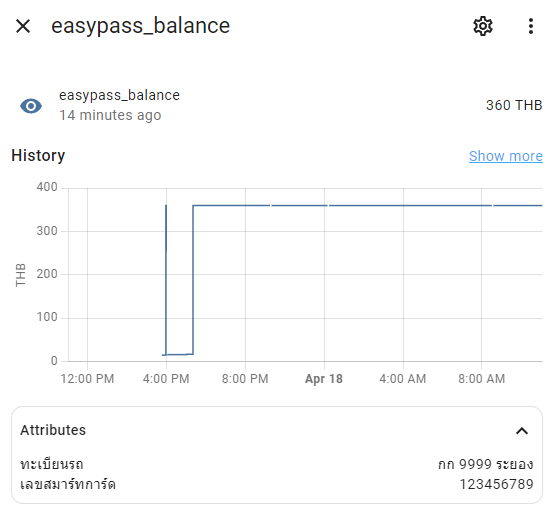 easypass_balance
easypass_balance
14 minutes ago
360 THB
History
Show more
400
300
200
100
0
THB
12:00 PM 4:00 PM 8:00 PM Apr 18 4:00 AM 8:00 AM
Attributes
ทะเบียนรถ กก 9999 ระยอง
เลขสมาร์ทการ์ด 123456789